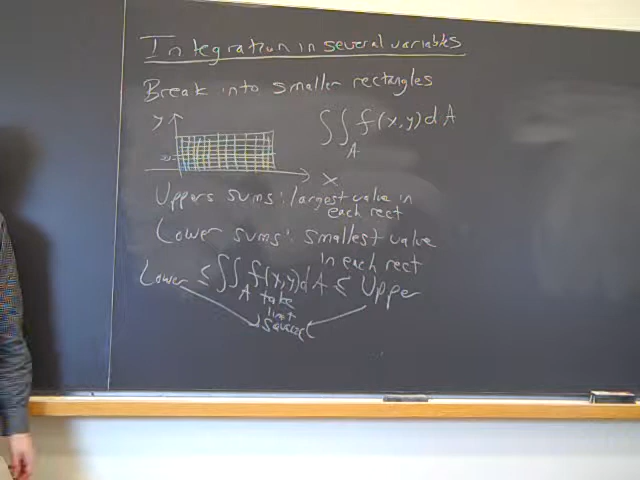 Integration in several variables
Break into smaller rectangles
y
∫∫ f(x,y) dA
A
x
Uppers sums: largest value in
each rect
Lower sums: smallest value
in each rect
Lower ≤ ∫∫ f(x,y) dA ≤ Upper
A take
limit
squeeze